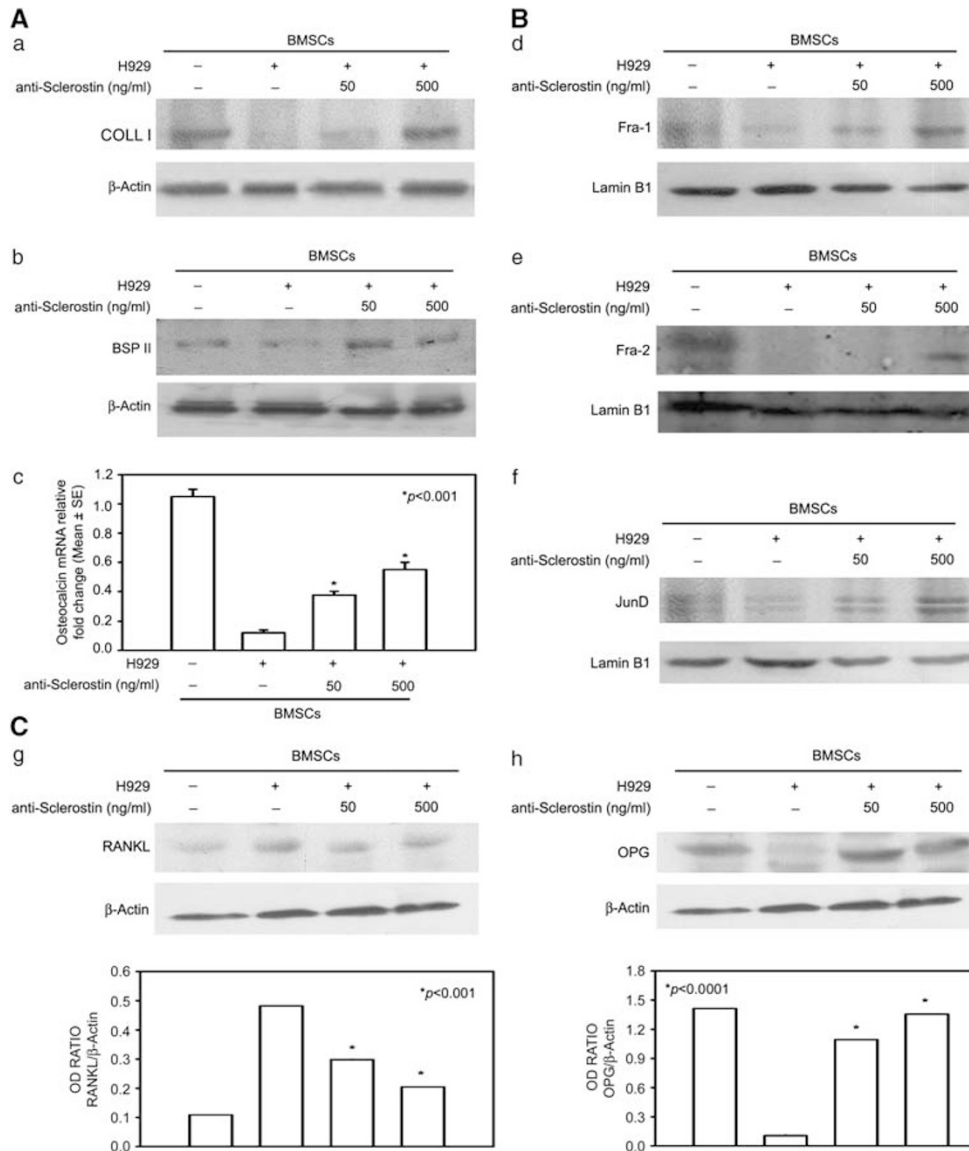 A
a
BMSCs
H929 – + + +
anti-Sclerostin (ng/ml) – – 50 500
COLL I
β-Actin
b
BMSCs
H929 – + + +
anti-Sclerostin (ng/ml) – – 50 500
BSP II
β-Actin
c
Osteocalcin mRNA relative
fold change (Mean ± SE)
1.2
1.0
0.8
0.6
0.4
0.2
0.0
*p<0.001
* *
H929 – + + +
anti-Sclerostin (ng/ml) – – 50 500
BMSCs
B
d
BMSCs
H929 – + + +
anti-Sclerostin (ng/ml) – – 50 500
Fra-1
Lamin B1
e
BMSCs
H929 – + + +
anti-Sclerostin (ng/ml) – – 50 500
Fra-2
Lamin B1
f
BMSCs
H929 – + + +
anti-Sclerostin (ng/ml) – – 50 500
JunD
Lamin B1
C
g
BMSCs
H929 – + + +
anti-Sclerostin (ng/ml) – – 50 500
RANKL
β-Actin
OD RATIO
RANKL/β-Actin
0.6
0.5
0.3
0.2
0.1
0.0
*p<0.001
* *
h
BMSCs
H929 – + + +
anti-Sclerostin (ng/ml) – – 50 500
OPG
β-Actin
OD RATIO
OPG/β-Actin
1.8
1.5
1.2
0.9
0.6
0.3
0.0
*p<0.0001
* *